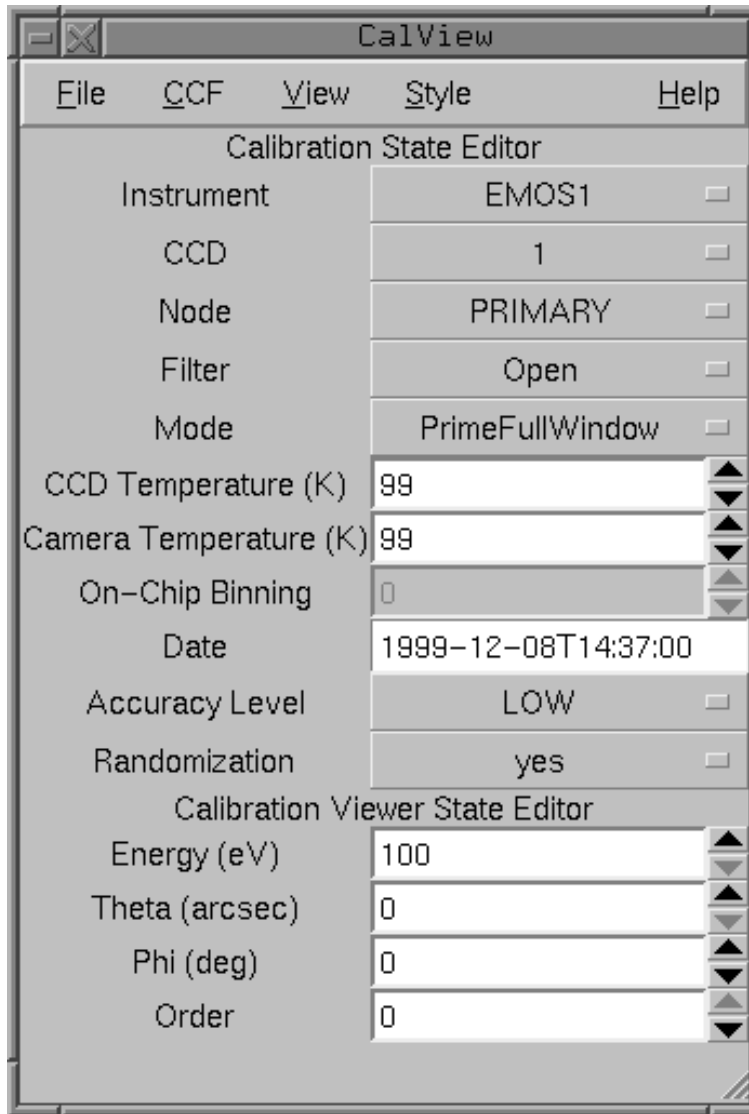 CalView
File CCF View Style Help
Calibration State Editor
Instrument EMOS1
CCD 1
Node PRIMARY
Filter Open
Mode PrimeFullWindow
CCD Temperature (K) 99
Camera Temperature (K) 99
On-Chip Binning 0
Date 1999-12-08T14:37:00
Accuracy Level LOW
Randomization yes
Calibration Viewer State Editor
Energy (eV) 100
Theta (arcsec) 0
Phi (deg) 0
Order 0